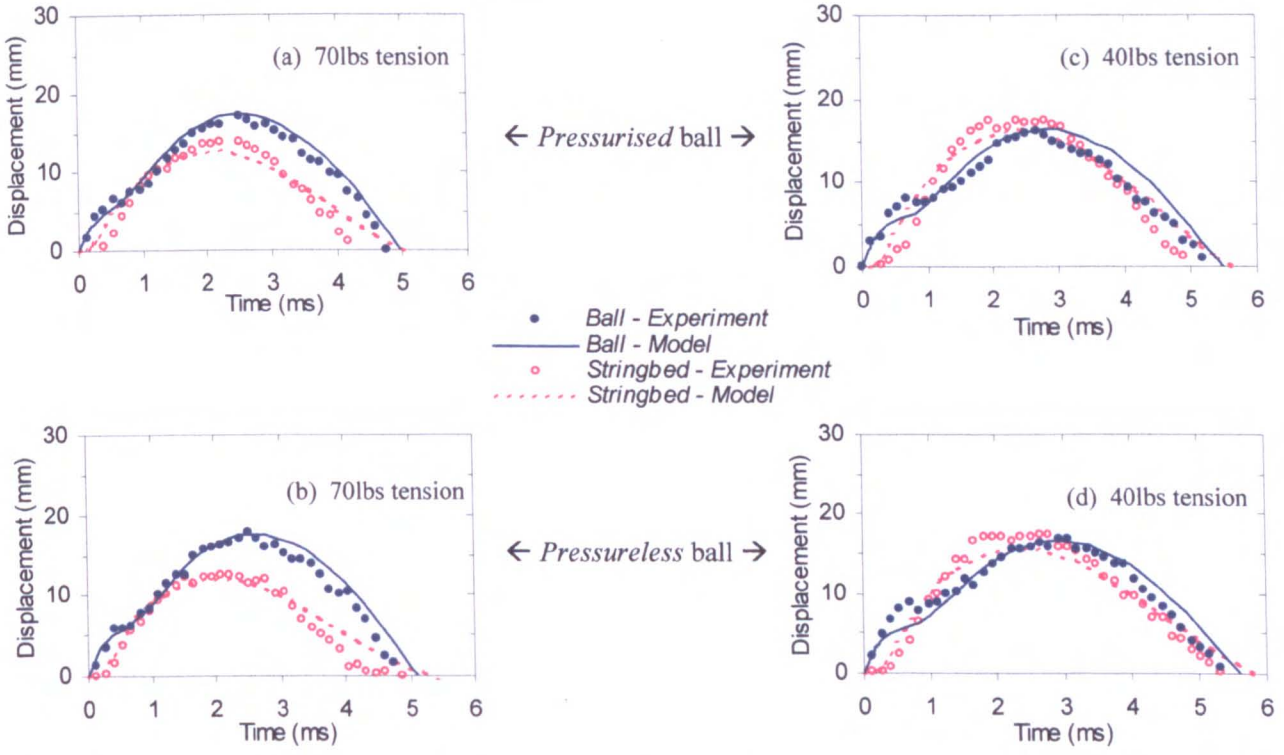 30
20
10
0
Displacement (mm)
(a) 70lbs tension
0 1 2 3 4 5 6
Time (ms)
← Pressurised ball →
30
20
10
0
Displacement (mm)
(c) 40lbs tension
0 1 2 3 4 5 6
Time (ms)
Ball - Experiment
Ball - Model
Stringbed - Experiment
Stringbed - Model
30
20
10
0
Displacement (mm)
(b) 70lbs tension
0 1 2 3 4 5 6
Time (ms)
← Pressureless ball →
30
20
10
0
Displacement (mm)
(d) 40lbs tension
0 1 2 3 4 5 6
Time (ms)